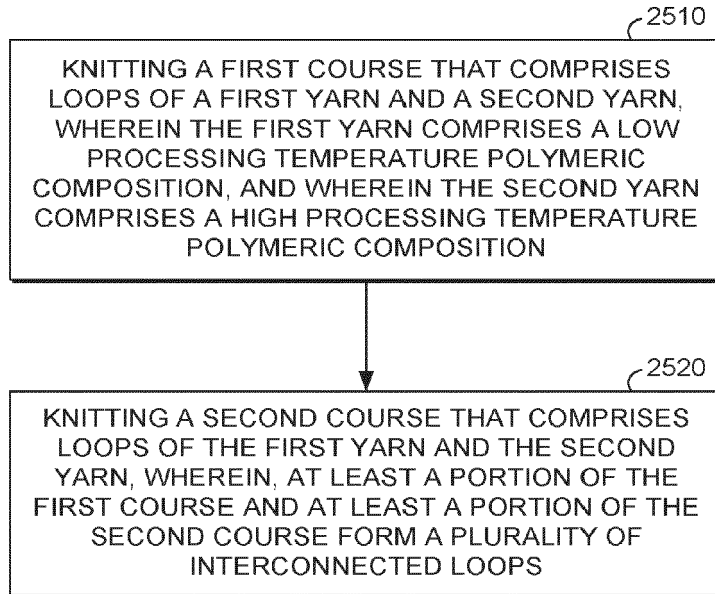 2510
KNITTING A FIRST COURSE THAT COMPRISES
LOOPS OF A FIRST YARN AND A SECOND YARN,
WHEREIN THE FIRST YARN COMPRISES A LOW
PROCESSING TEMPERATURE POLYMERIC
COMPOSITION, AND WHEREIN THE SECOND YARN
COMPRISES A HIGH PROCESSING TEMPERATURE
POLYMERIC COMPOSITION
2520
KNITTING A SECOND COURSE THAT COMPRISES
LOOPS OF THE FIRST YARN AND THE SECOND
YARN, WHEREIN, AT LEAST A PORTION OF THE
FIRST COURSE AND AT LEAST A PORTION OF THE
SECOND COURSE FORM A PLURALITY OF
INTERCONNECTED LOOPS